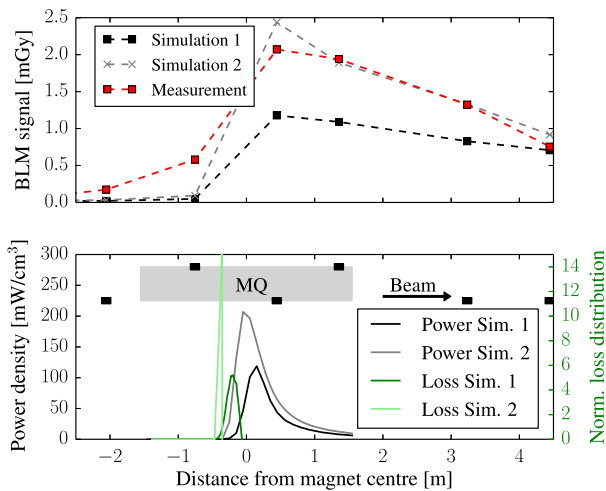 BLM signal [mGy]
2.5
2.0
1.5
1.0
0.5
0.0
Simulation 1
Simulation 2
Measurement
Power density [mW/cm³]
300
250
200
150
100
50
0
MQ
Beam
Power Sim. 1
Power Sim. 2
Loss Sim. 1
Loss Sim. 2
14
12
10
8
6
4
2
0
Norm. loss distribution
−2 −1 0 1 2 3 4
Distance from magnet centre [m]